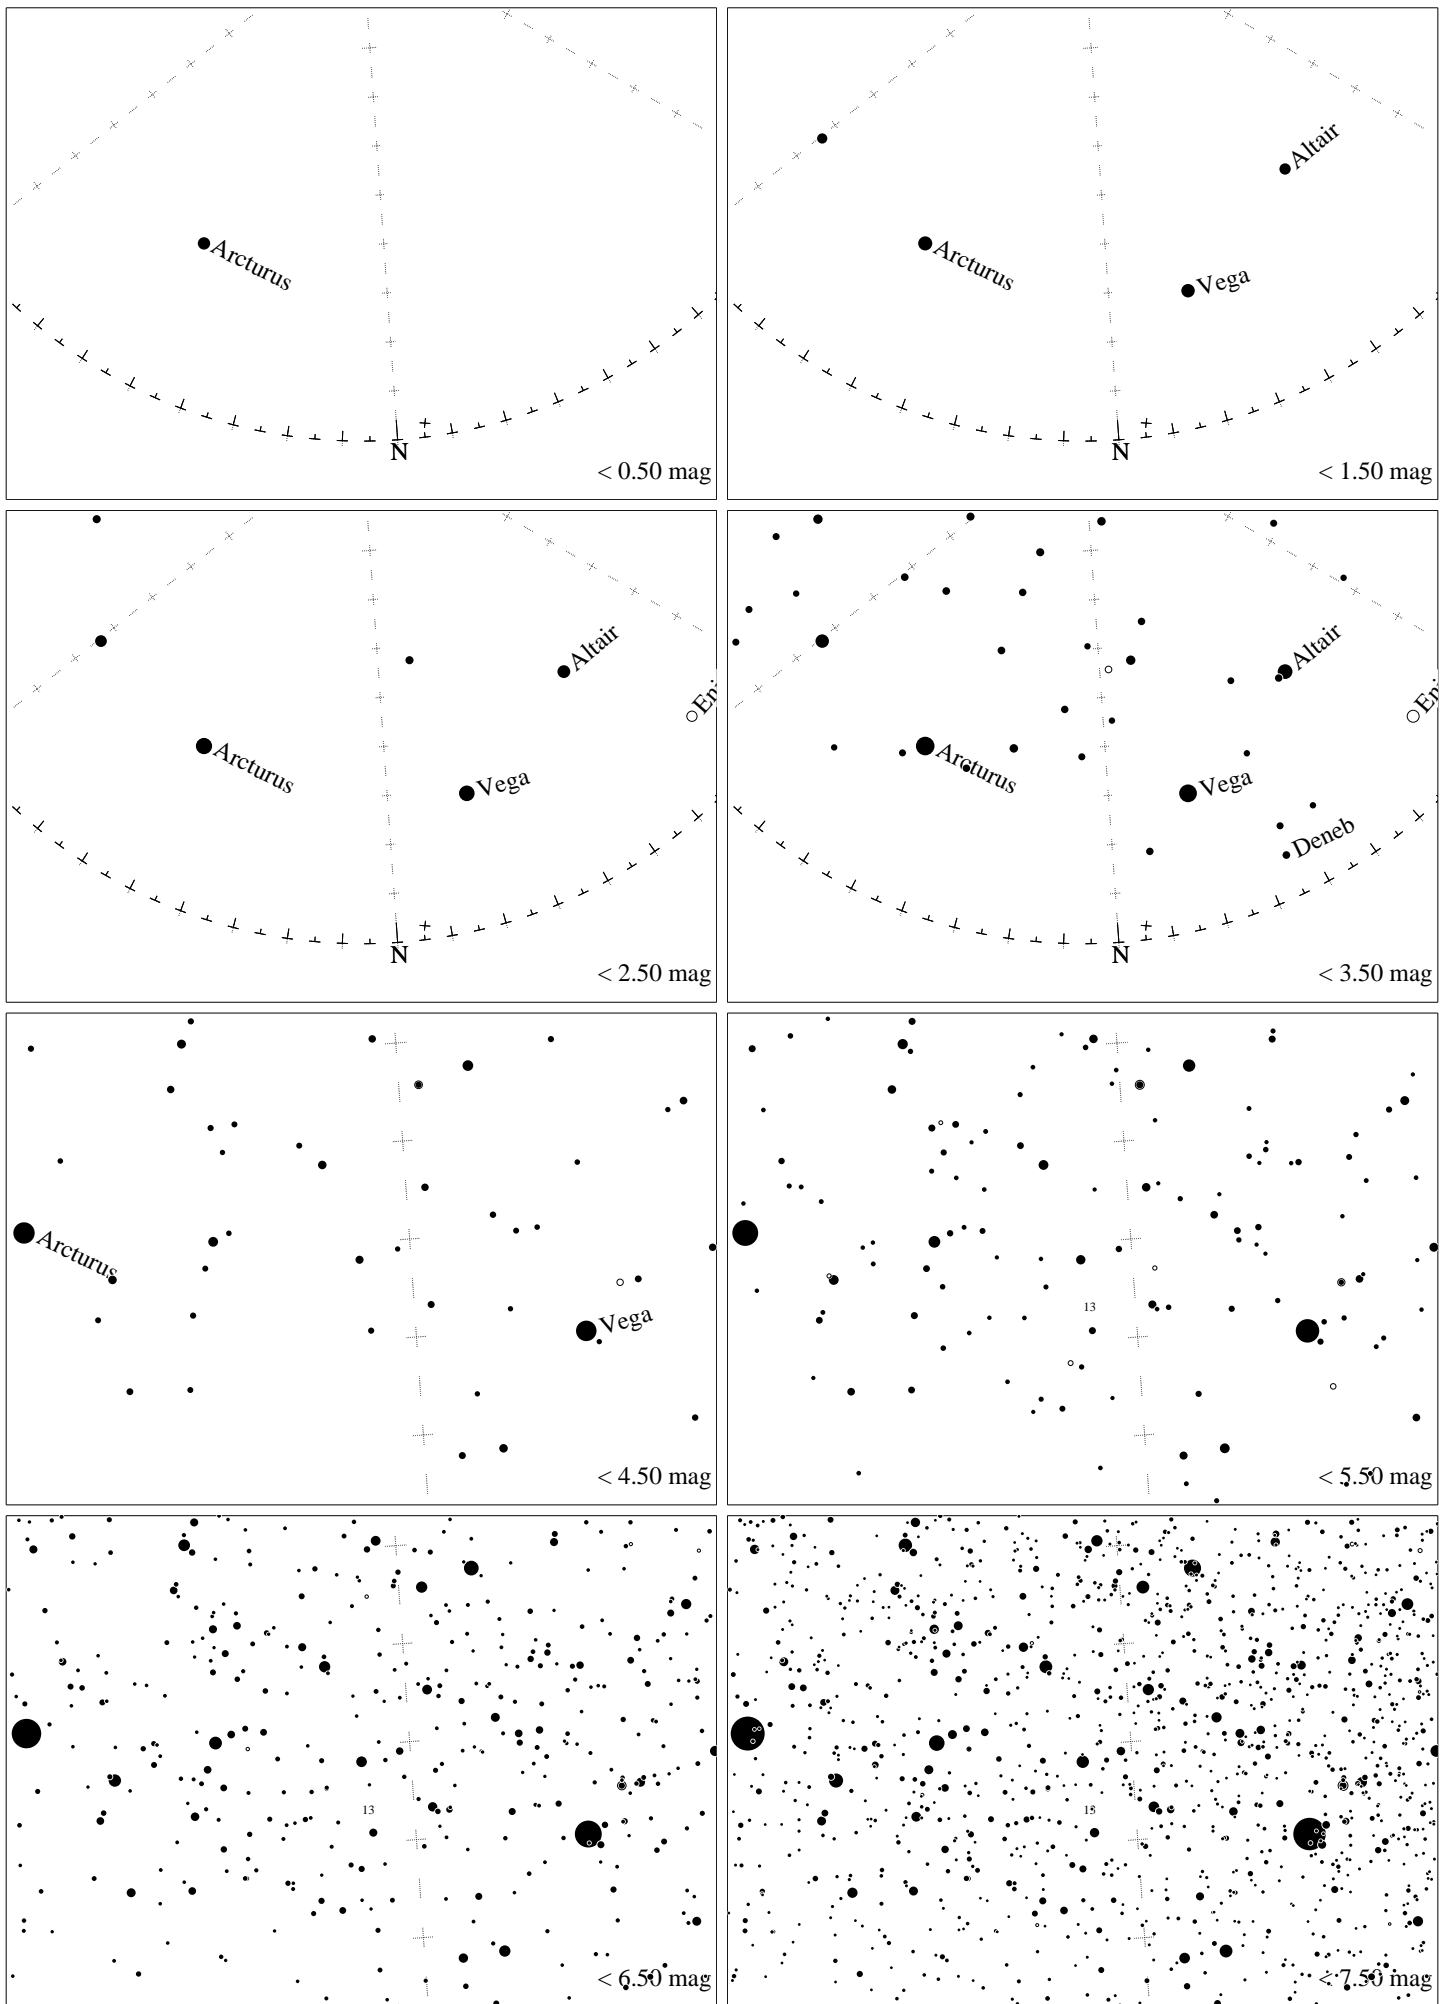 Arcturus
N
< 0.50 mag
Altair
Arcturus
Vega
N
< 1.50 mag
Altair
Arcturus
Vega
N
< 2.50 mag
Altair
Arcturus
Vega
Deneb
N
< 3.50 mag
Arcturus
Vega
< 4.50 mag
13
< 5.50 mag
13
< 6.50 mag
13
< 7.50 mag